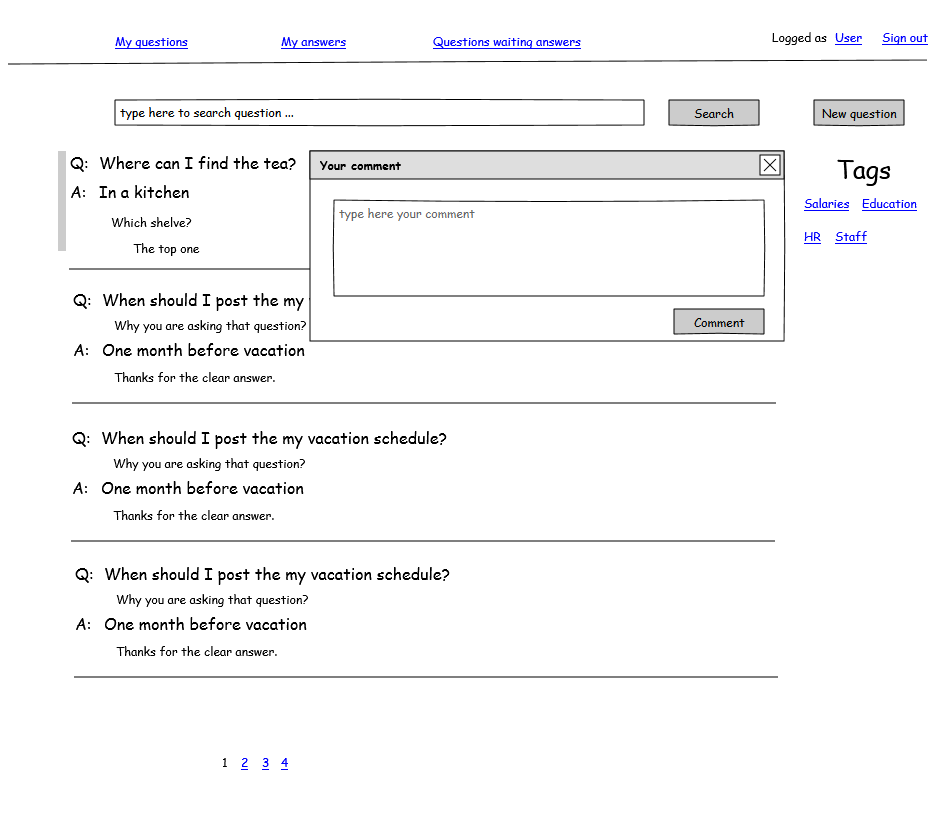 My questions My answers Questions waiting answers Logged as User Sign out
type here to search question ... Search New question
Q: Where can I find the tea?
A: In a kitchen
Which shelve?
The top one
Your comment
type here your comment
Comment
Tags
Salaries Education
HR Staff
Q: When should I post the my
Why you are asking that question?
A: One month before vacation
Thanks for the clear answer.
Q: When should I post the my vacation schedule?
Why you are asking that question?
A: One month before vacation
Thanks for the clear answer.
Q: When should I post the my vacation schedule?
Why you are asking that question?
A: One month before vacation
Thanks for the clear answer.
1 2 3 4